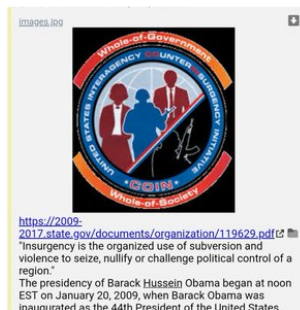 images.jpg
Whole-of-Government
UNITED STATES INTERAGENCY COUNTERINSURGENCY INITIATIVE
·COIN·
Whole-of-Society
https://2009-
2017.state.gov/documents/organization/119629.pdf
"Insurgency is the organized use of subversion and
violence to seize, nullify or challenge political control of a
region."
The presidency of Barack Hussein Obama began at noon
EST on January 20, 2009, when Barack Obama was
inaugurated as the 44th President of the United States